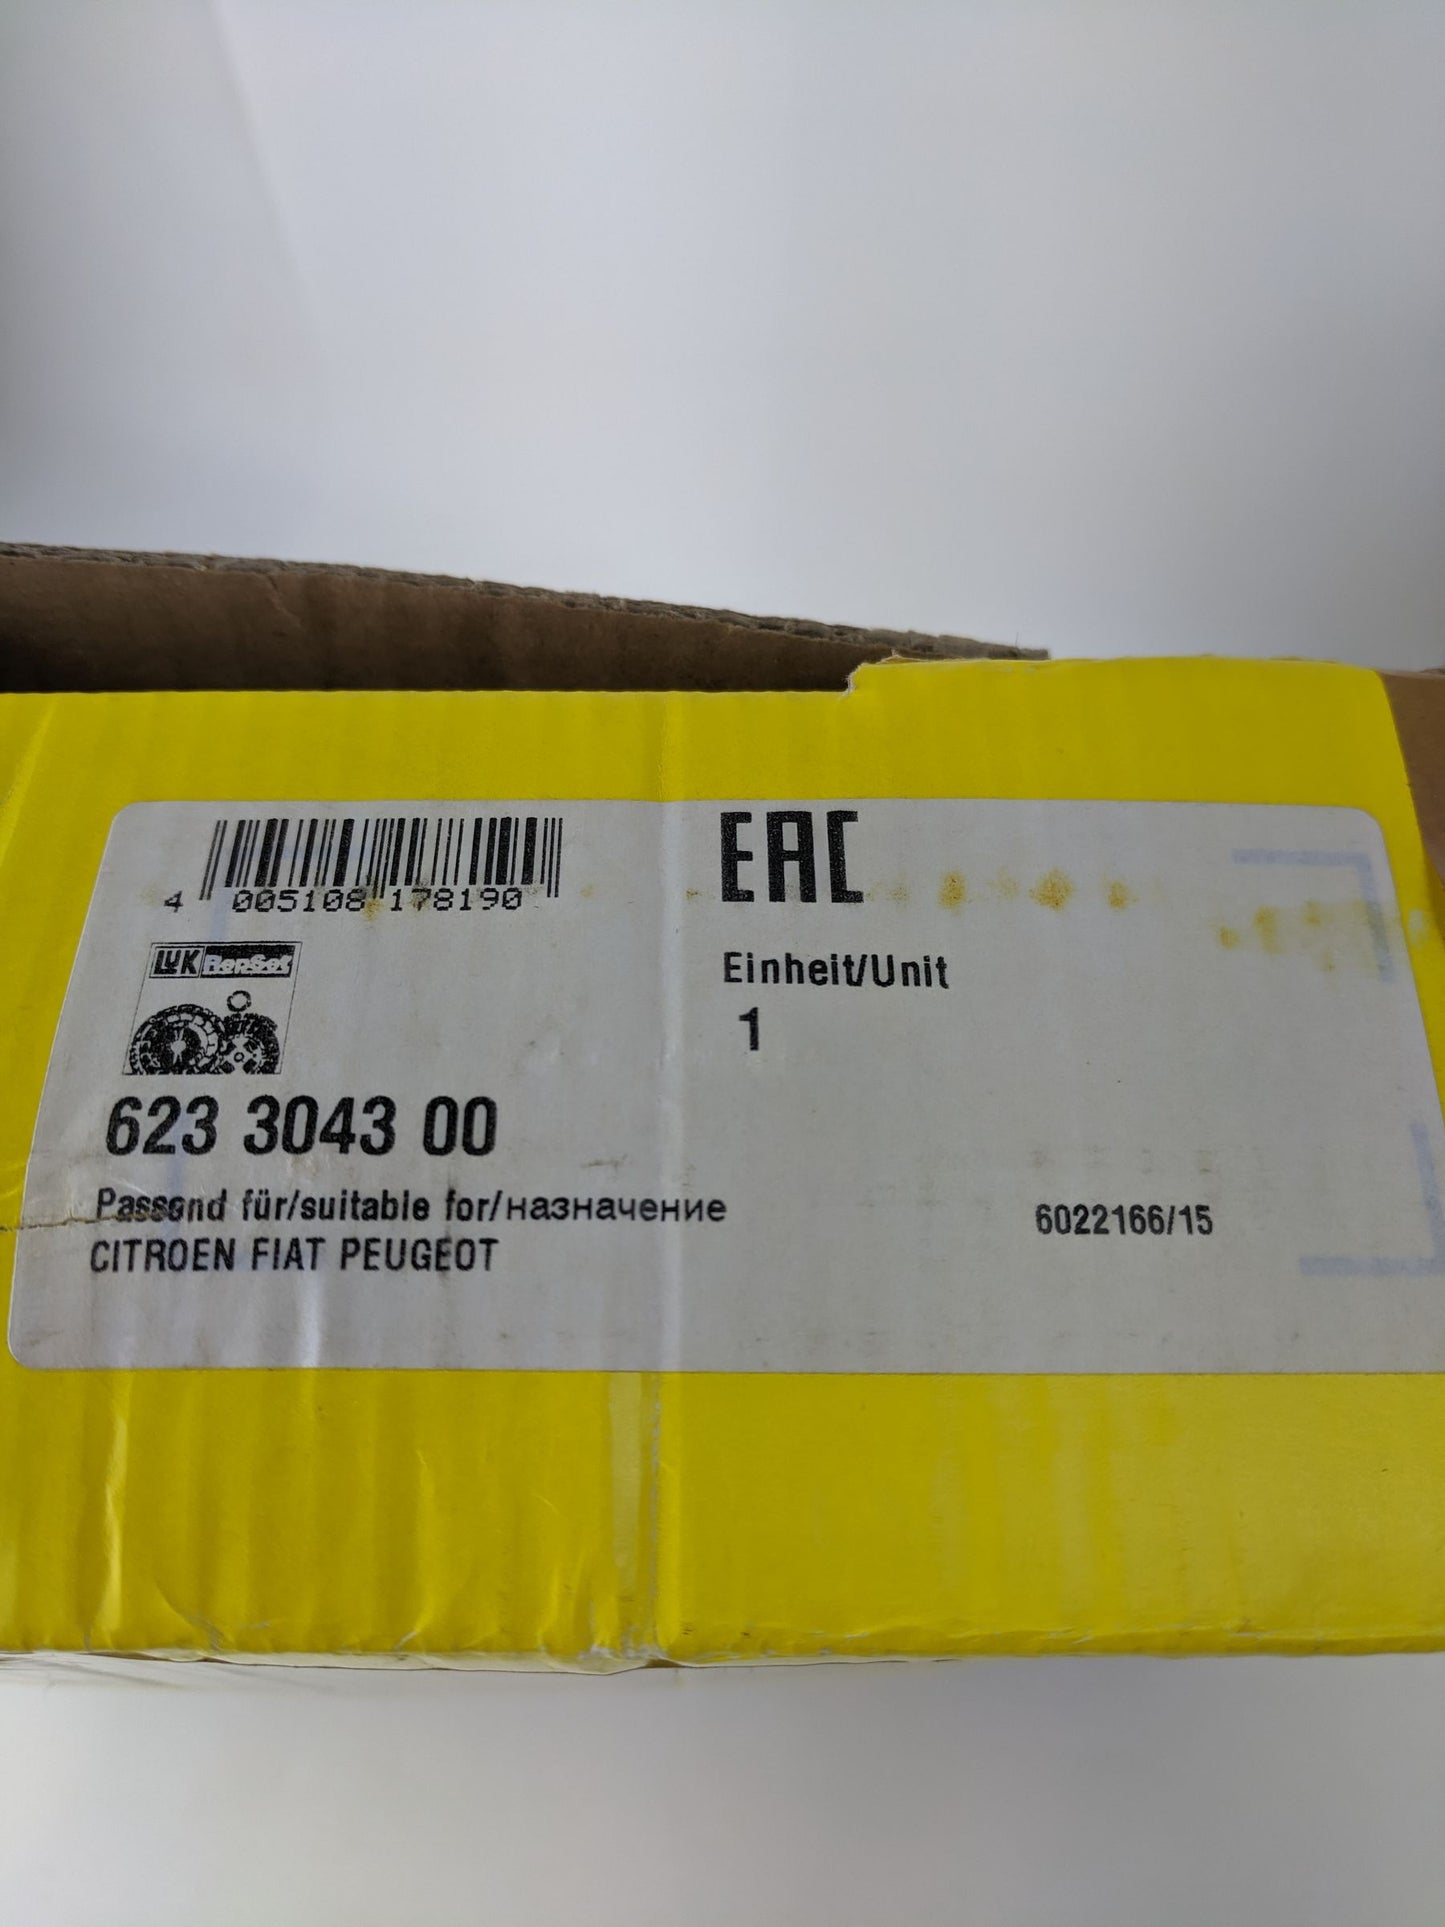 4 005108 178190
EAC
LuK RepSet
Einheit/Unit
1
623 3043 00
Passend für/suitable for/назначение
CITROEN FIAT PEUGEOT
6022166/15